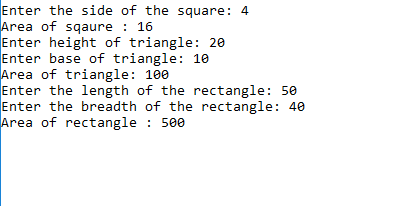 Enter the side of the square: 4
Area of sqaure : 16
Enter height of triangle: 20
Enter base of triangle: 10
Area of triangle: 100
Enter the length of the rectangle: 50
Enter the breadth of the rectangle: 40
Area of rectangle : 500